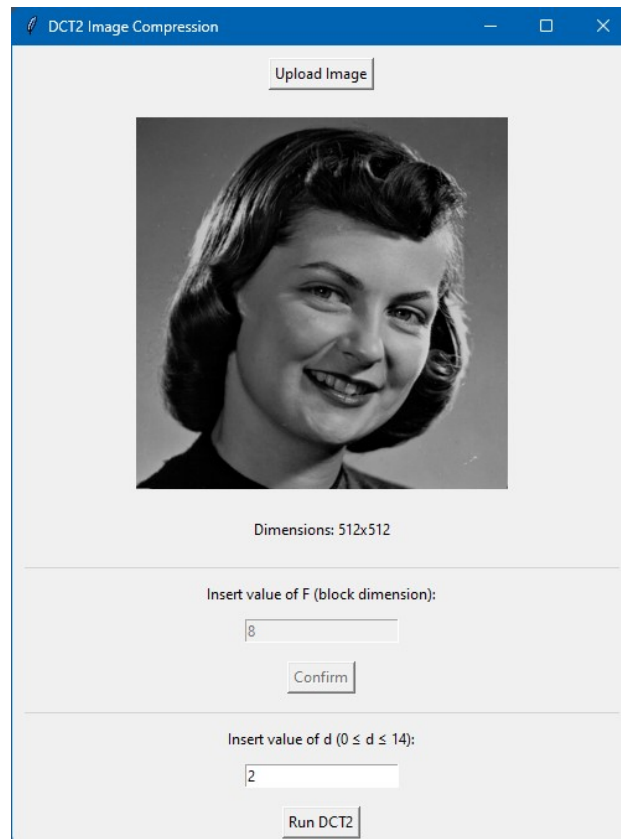 DCT2 Image Compression
Upload Image
Dimensions: 512x512
Insert value of F (block dimension):
8
Confirm
Insert value of d (0 ≤ d ≤ 14):
2
Run DCT2